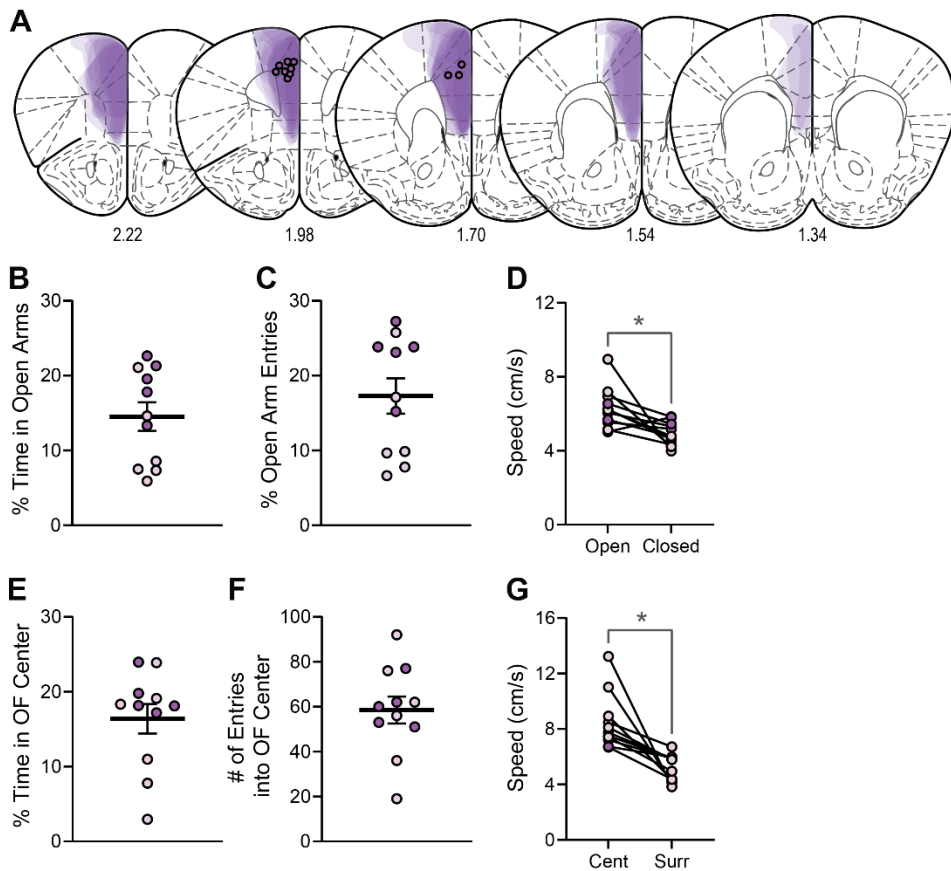 A
2.22
1.98
1.70
1.54
1.34
B
% Time in Open Arms
30
20
10
0
C
% Open Arm Entries
30
20
10
0
D
Speed (cm/s)
12
8
4
0
*
Open Closed
E
% Time in OF Center
30
20
10
0
F
# of Entries
into OF Center
100
80
60
40
20
0
G
Speed (cm/s)
16
12
8
4
0
*
Cent Surr